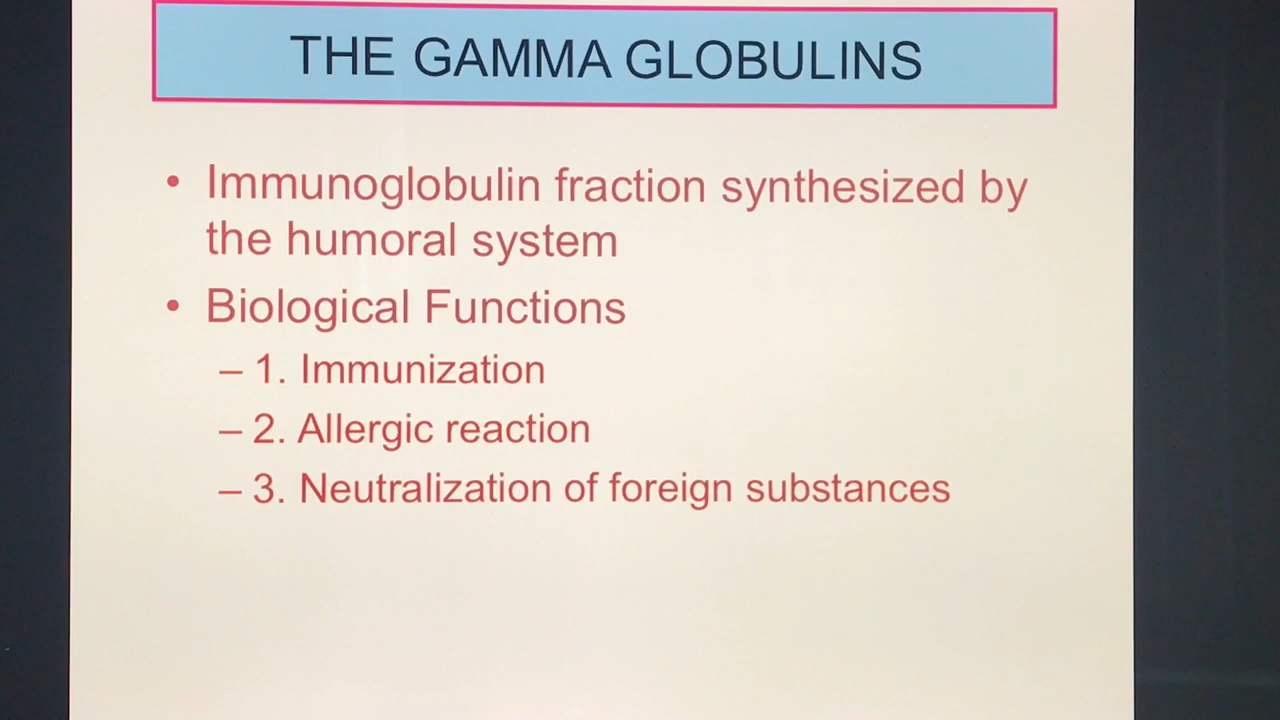 THE GAMMA GLOBULINS
• Immunoglobulin fraction synthesized by
the humoral system
• Biological Functions
– 1. Immunization
– 2. Allergic reaction
– 3. Neutralization of foreign substances